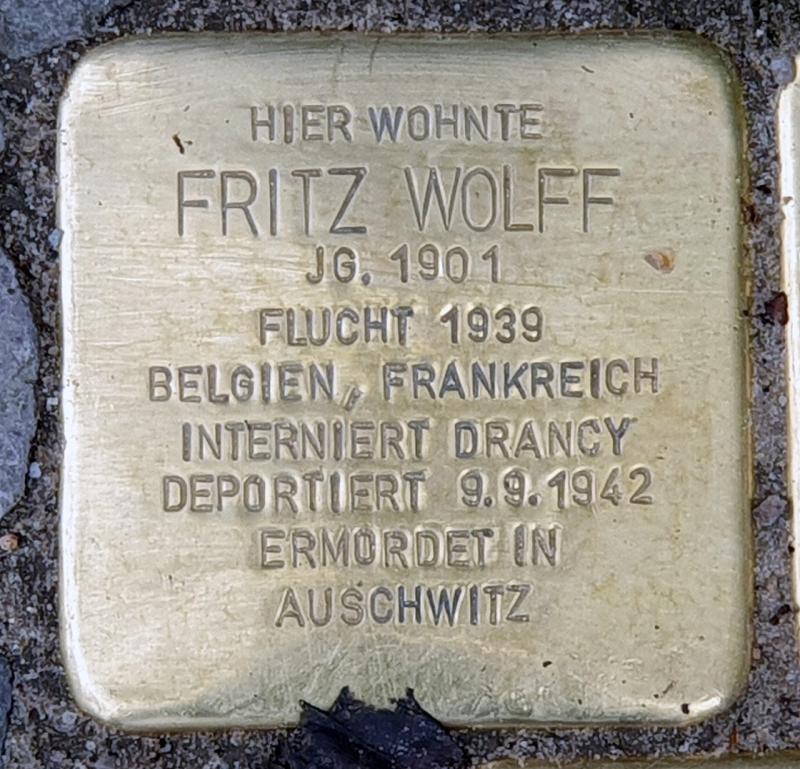 HIER WOHNTE
FRITZ WOLFF
JG. 1901
FLUCHT 1939
BELGIEN, FRANKREICH
INTERNIERT DRANCY
DEPORTIERT 9.9.1942
ERMORDET IN
AUSCHWITZ